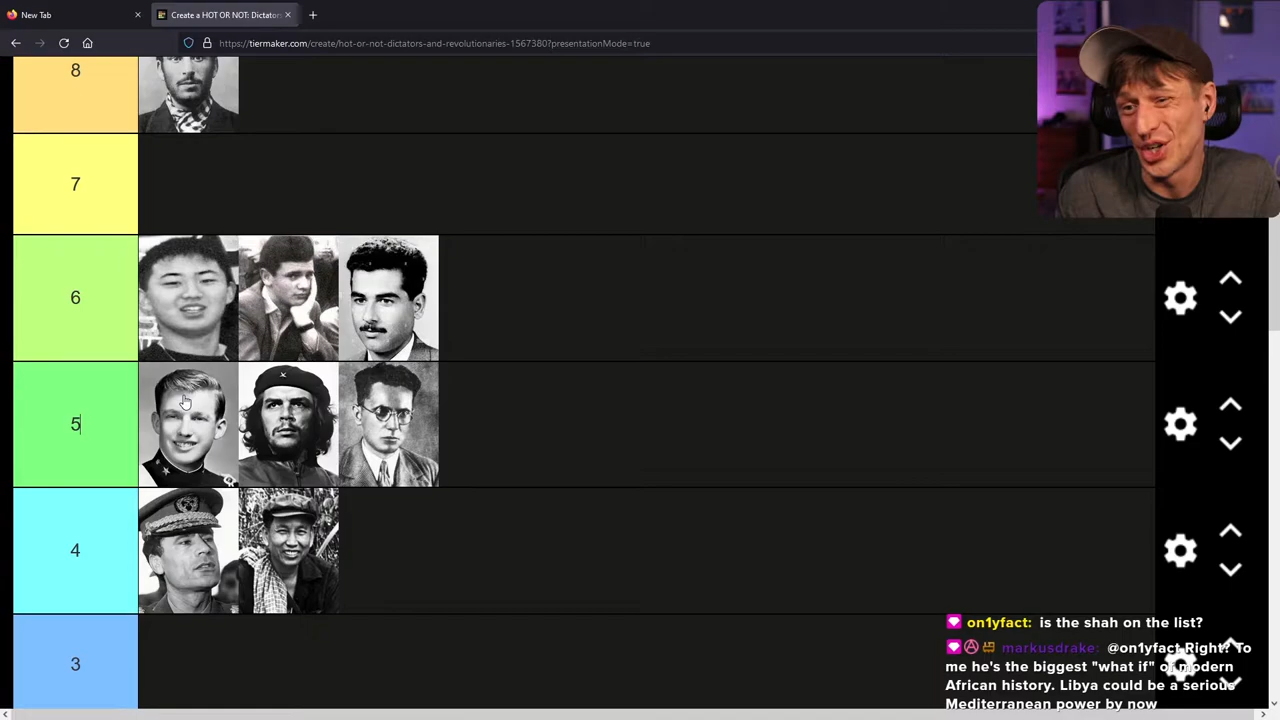 New Tab
Create a HOT OR NOT: Dictator
https://tiermaker.com/create/hot-or-not-dictators-and-revolutionaries-1567380?presentationMode=true
8
7
6
5
4
3
on1yfact: is the shah on the list?
markusdrake: @on1yfact Right? To
me he's the biggest "what if" of modern
African history. Libya could be a serious
Mediterranean power by now